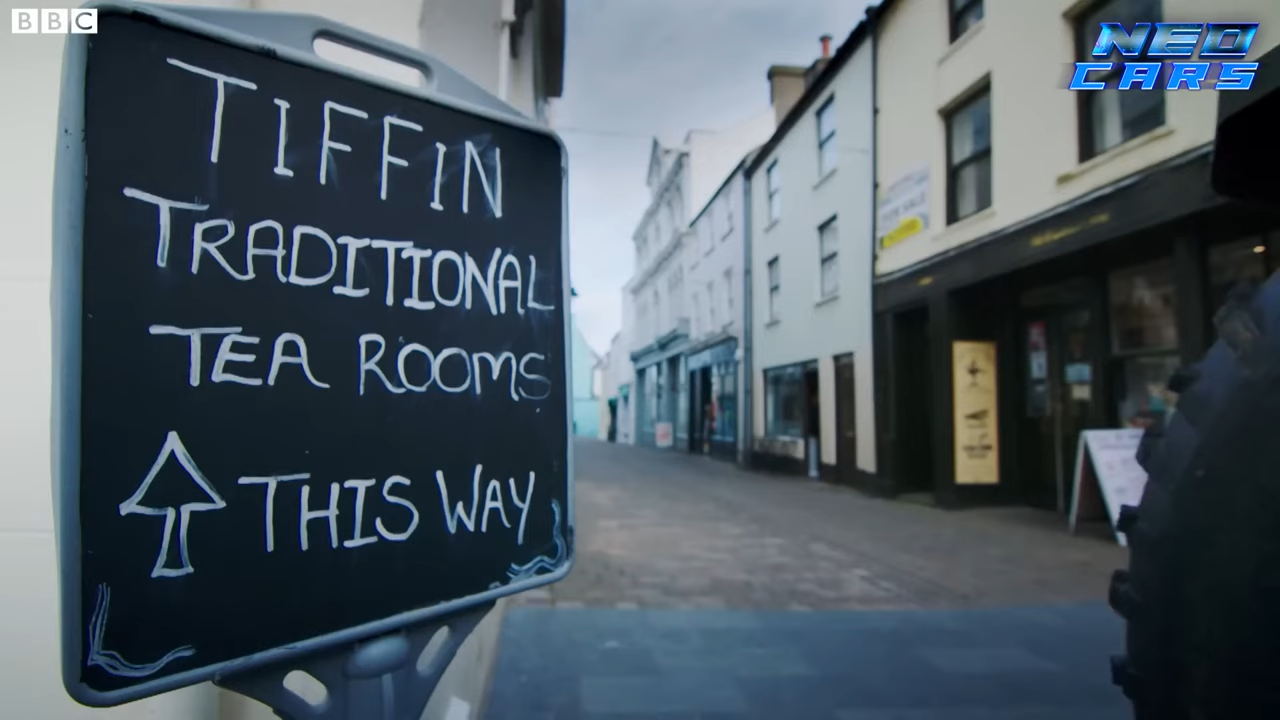 BBC
NEO
CARS
TIFFIN
TRADITIONAL
TEA ROOMS
THIS WAY